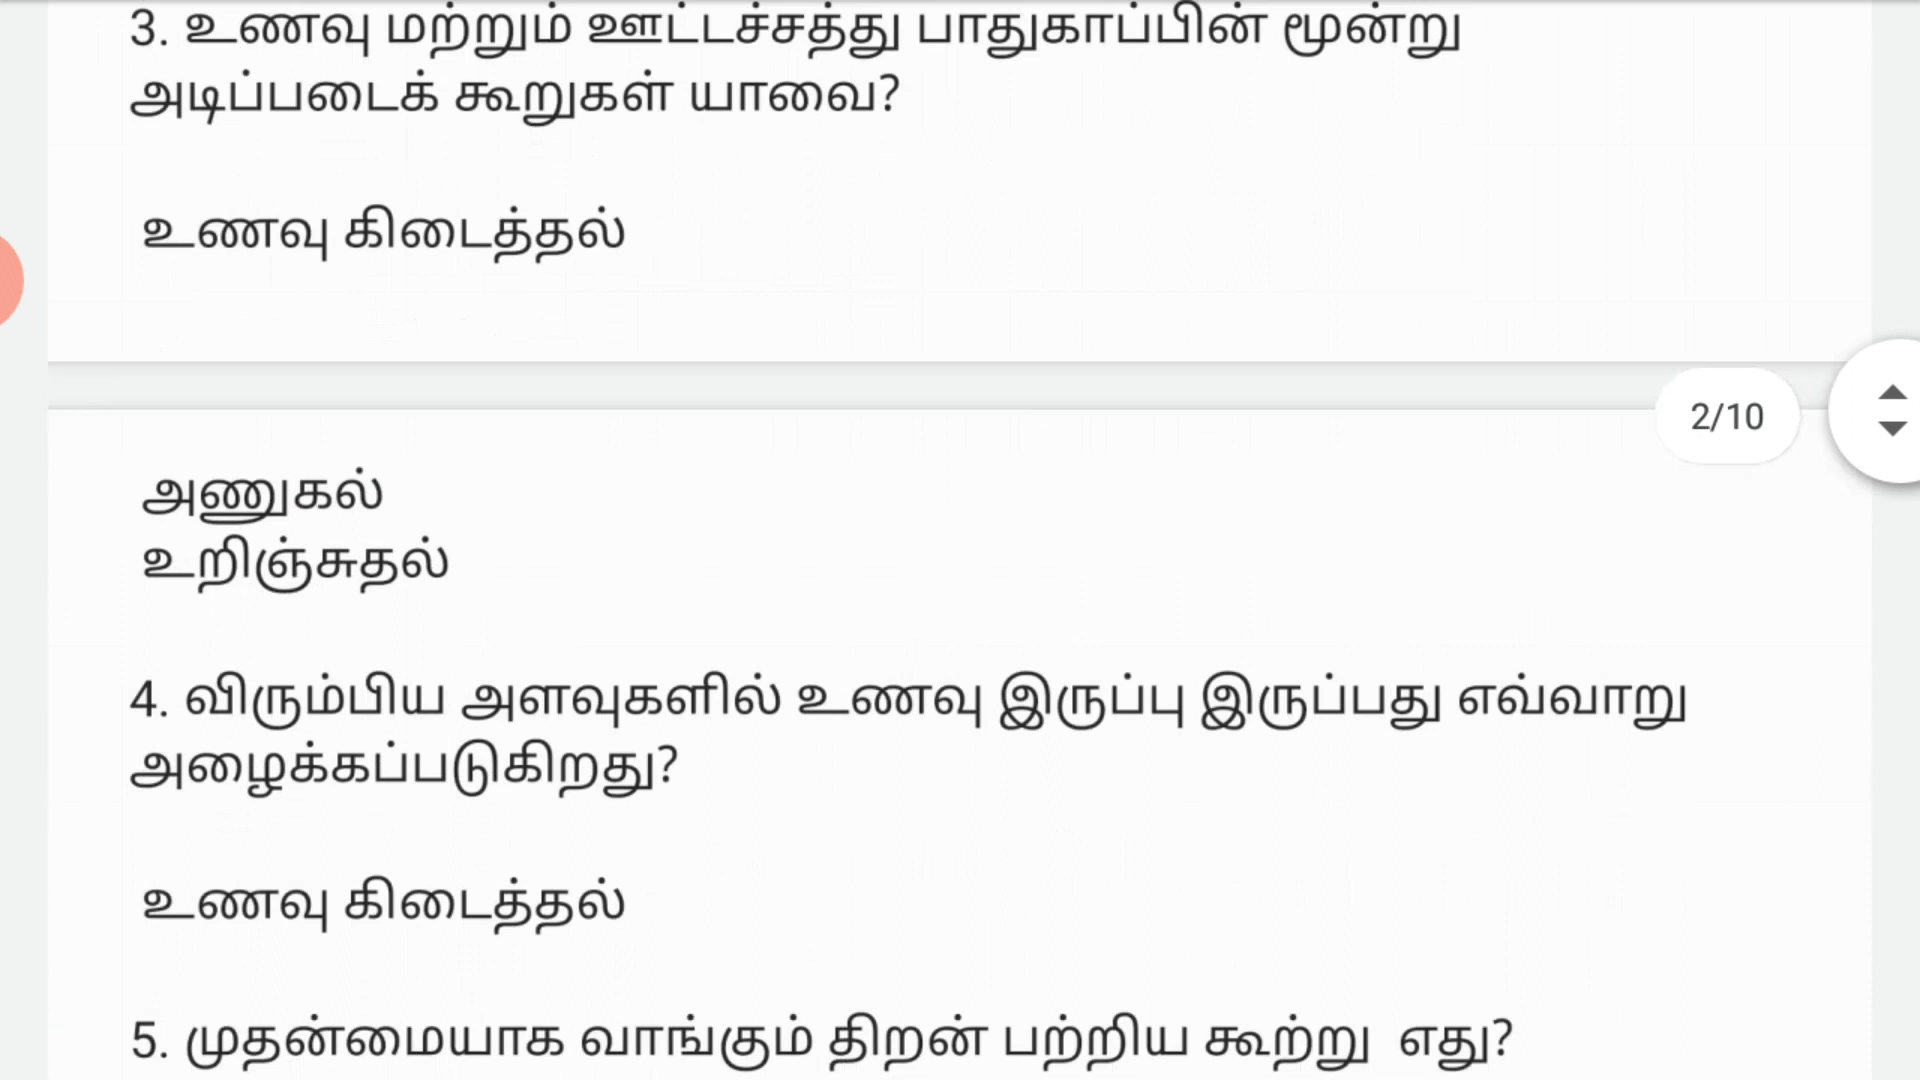 3. உணவு மற்றும் ஊட்டச்சத்து பாதுகாப்பின் மூன்று
அடிப்படைக் கூறுகள் யாவை?
உணவு கிடைத்தல்
2/10
அணுகல்
உறிஞ்சுதல்
4. விரும்பிய அளவுகளில் உணவு இருப்பு இருப்பது எவ்வாறு
அழைக்கப்படுகிறது?
உணவு கிடைத்தல்
5. முதன்மையாக வாங்கும் திறன் பற்றிய கூற்று எது?